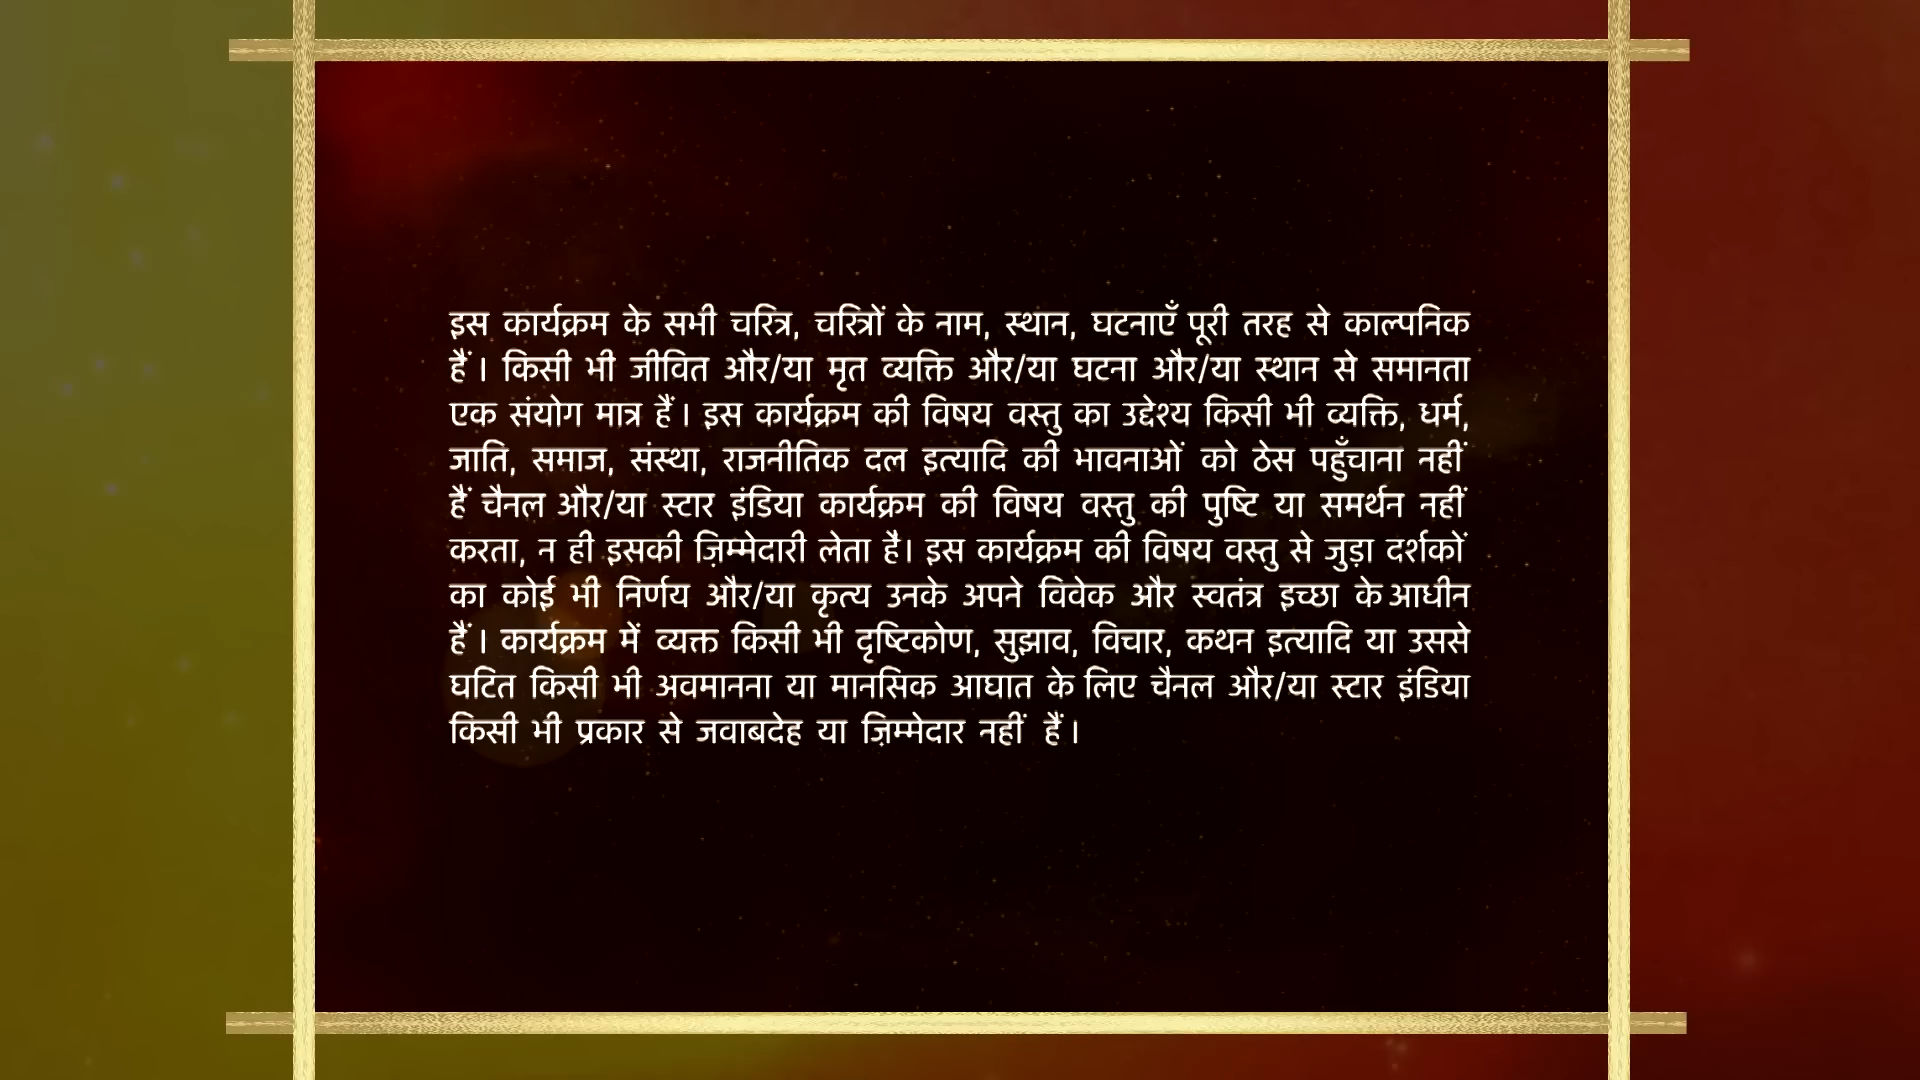 इस कार्यक्रम के सभी चरित्र, चरित्रों के नाम, स्थान, घटनाएँ पूरी तरह से काल्पनिक
हैं। किसी भी जीवित और/या मृत व्यक्ति और/या घटना और/या स्थान से समानता
एक संयोग मात्र हैं। इस कार्यक्रम की विषय वस्तु का उद्देश्य किसी भी व्यक्ति, धर्म,
जाति, समाज, संस्था, राजनीतिक दल इत्यादि की भावनाओं को ठेस पहुँचाना नहीं
हैं चैनल और/या स्टार इंडिया कार्यक्रम की विषय वस्तु की पुष्टि या समर्थन नहीं
करता, न ही इसकी ज़िम्मेदारी लेता है। इस कार्यक्रम की विषय वस्तु से जुड़ा दर्शकों
का कोई भी निर्णय और/या कृत्य उनके अपने विवेक और स्वतंत्र इच्छा के आधीन
हैं। कार्यक्रम में व्यक्त किसी भी दृष्टिकोण, सुझाव, विचार, कथन इत्यादि या उससे
घटित किसी भी अवमानना या मानसिक आघात के लिए चैनल और/या स्टार इंडिया
किसी भी प्रकार से जवाबदेह या ज़िम्मेदार नहीं हैं।